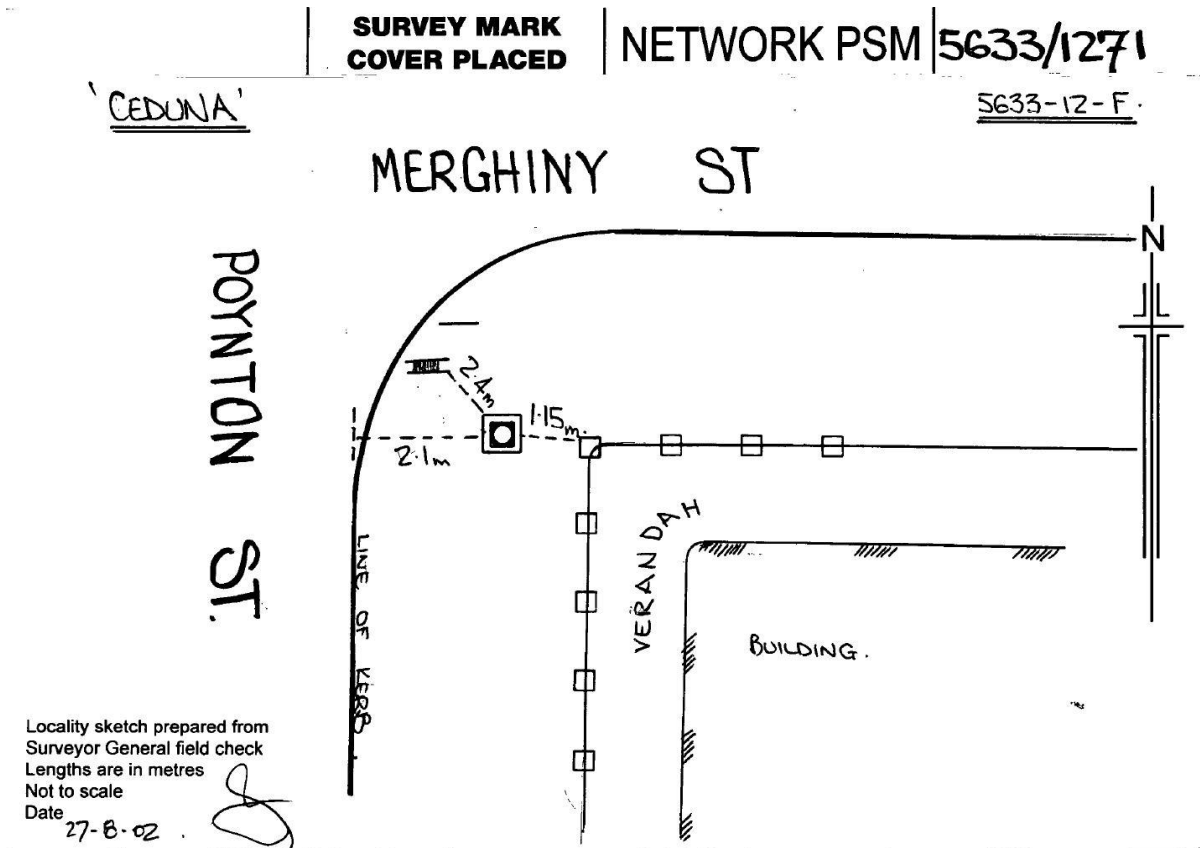 SURVEY MARK
COVER PLACED
NETWORK PSM
5633/1271
'CEDUNA'
5633-12-F.
MERGHINY ST
N
POYNTON ST.
2.4m
1.15m.
2.1m
VERANDAH
LINE OF KERB
BUILDING.
Locality sketch prepared from
Surveyor General field check
Lengths are in metres
Not to scale
Date
27-8-02